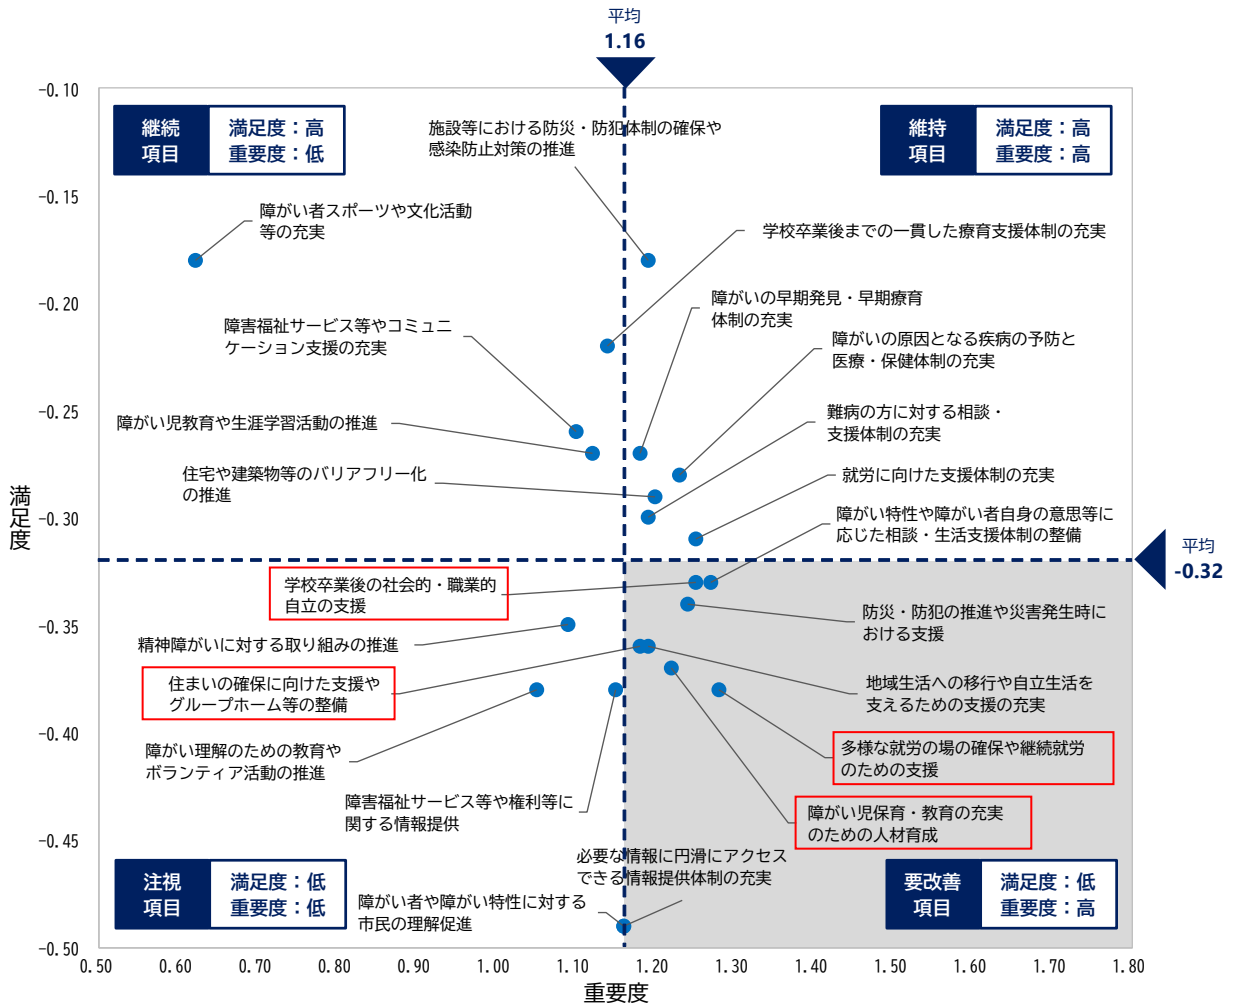 平均
1.16
-0.10
継続
項目
満足度：高
重要度：低
施設等における防災・防犯体制の確保や
感染防止対策の推進
維持
項目
満足度：高
重要度：高
-0.15
障がい者スポーツや文化活動
等の充実
学校卒業後までの一貫した療育支援体制の充実
-0.20
障がいの早期発見・早期療育
体制の充実
障害福祉サービス等やコミュニ
ケーション支援の充実
障がいの原因となる疾病の予防と
医療・保健体制の充実
-0.25
障がい児教育や生涯学習活動の推進
難病の方に対する相談・
支援体制の充実
住宅や建築物等のバリアフリー化
の推進
就労に向けた支援体制の充実
満足度
-0.30
障がい特性や障がい者自身の意思等に
応じた相談・生活支援体制の整備
平均
-0.32
学校卒業後の社会的・職業的
自立の支援
防災・防犯の推進や災害発生時に
おける支援
-0.35
精神障がいに対する取り組みの推進
住まいの確保に向けた支援や
グループホーム等の整備
地域生活への移行や自立生活を
支えるための支援の充実
-0.40
障がい理解のための教育や
ボランティア活動の推進
多様な就労の場の確保や継続就労
のための支援
障害福祉サービス等や権利等に
関する情報提供
障がい児保育・教育の充実
のための人材育成
-0.45
必要な情報に円滑にアクセス
できる情報提供体制の充実
注視
項目
満足度：低
重要度：低
障がい者や障がい特性に対する
市民の理解促進
要改善
項目
満足度：低
重要度：高
-0.50
0.50 0.60 0.70 0.80 0.90 1.00 1.10 1.20 1.30 1.40 1.50 1.60 1.70 1.80
重要度